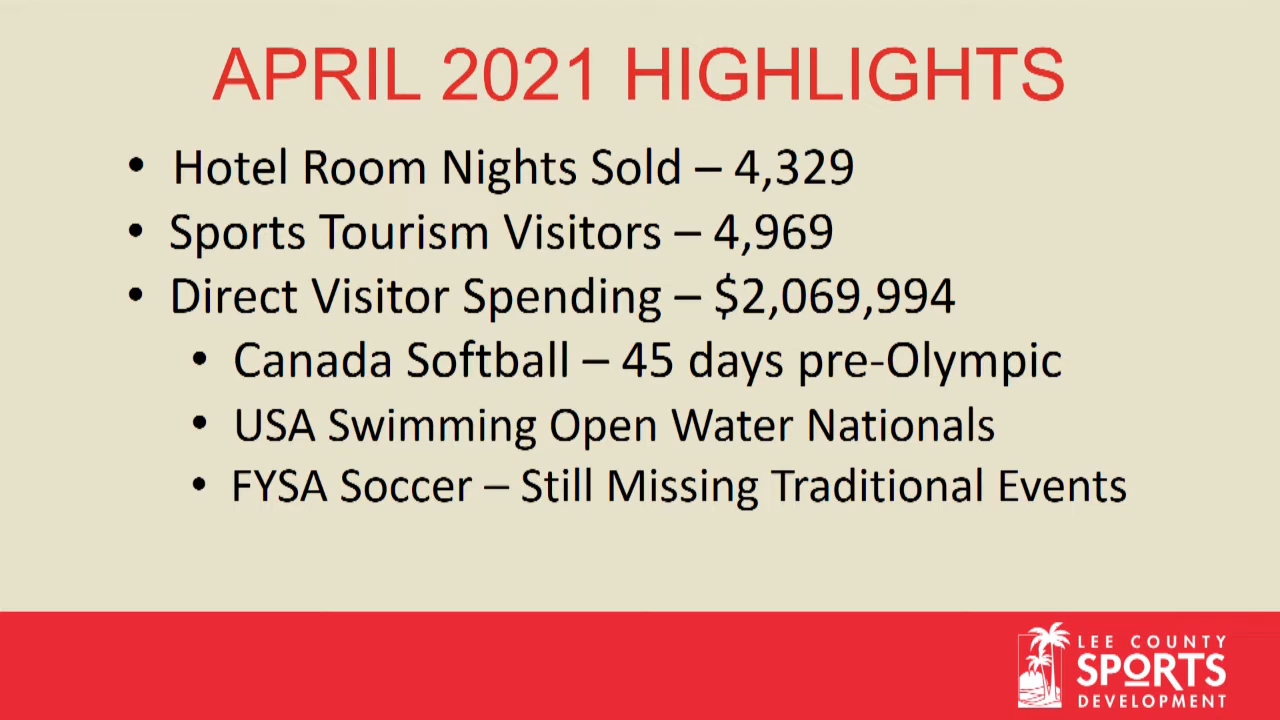 APRIL 2021 HIGHLIGHTS
• Hotel Room Nights Sold – 4,329
• Sports Tourism Visitors – 4,969
• Direct Visitor Spending – $2,069,994
• Canada Softball – 45 days pre-Olympic
• USA Swimming Open Water Nationals
• FYSA Soccer – Still Missing Traditional Events
LEE COUNTY
SPORTS
DEVELOPMENT